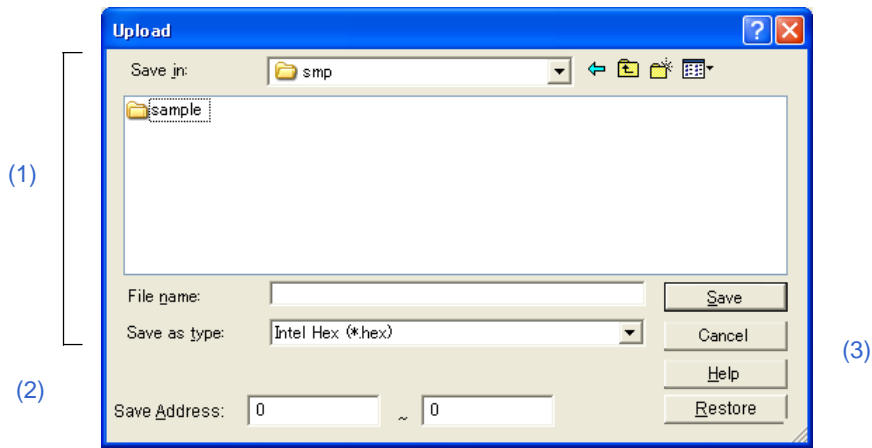 Upload
Save in: smp
sample
(1)
File name:
Save
Save as type: Intel Hex (*.hex)
Cancel
(3)
Help
(2)
Save Address: 0 ~ 0
Restore